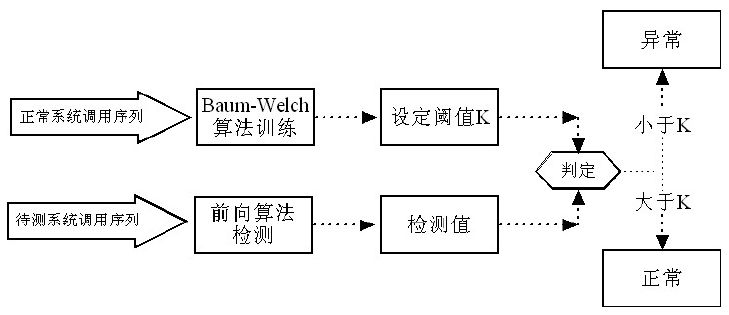 异常
正常系统调用序列
Baum-Welch
算法训练
设定阈值K
小于K
判定
待测系统调用序列
前向算法
检测
检测值
大于K
正常